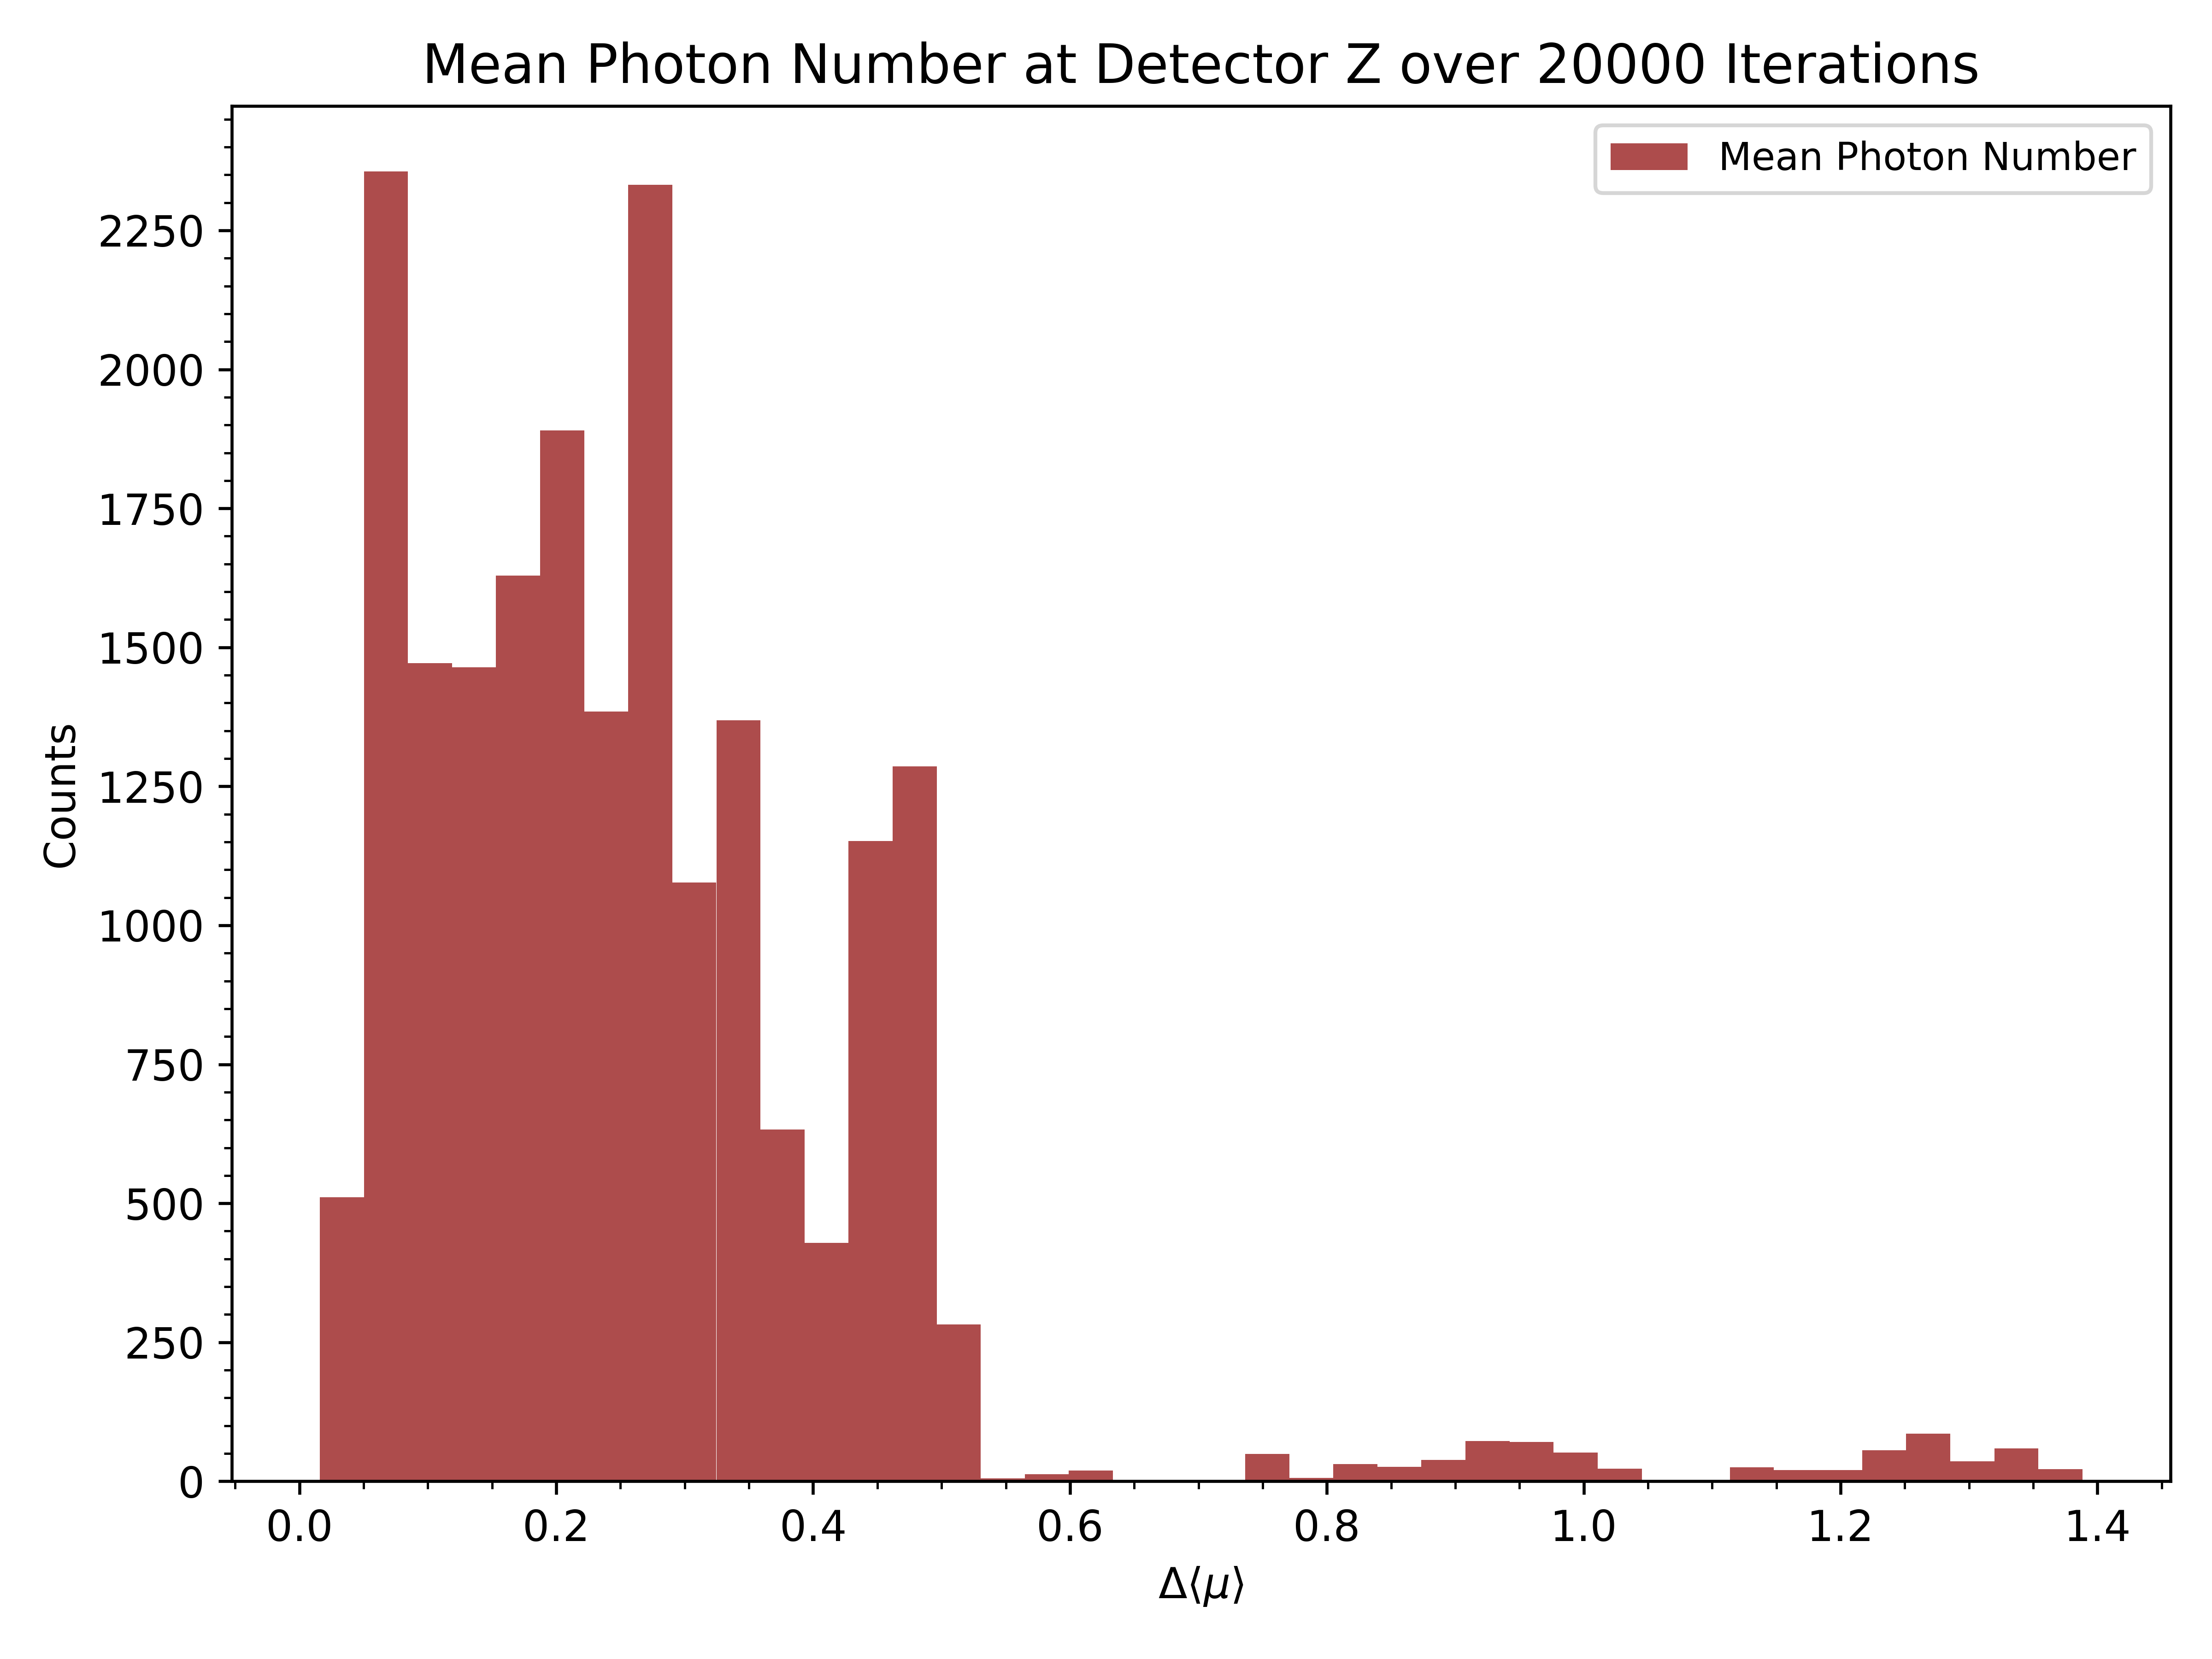 Mean Photon Number at Detector Z over 20000 Iterations
Mean Photon Number
2250
2000
1750
1500
1250
1000
750
500
250
0
Counts
0.0 0.2 0.4 0.6 0.8 1.0 1.2 1.4
Δ⟨μ⟩